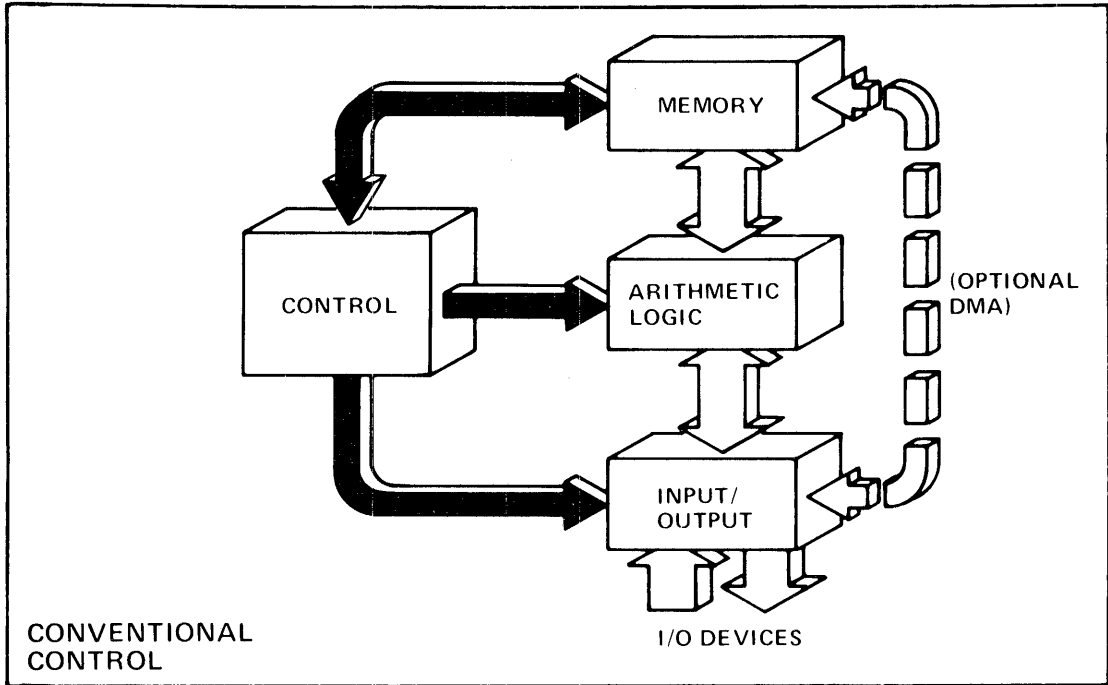 MEMORY
CONTROL
ARITHMETIC
LOGIC
(OPTIONAL
DMA)
INPUT/
OUTPUT
I/O DEVICES
CONVENTIONAL
CONTROL